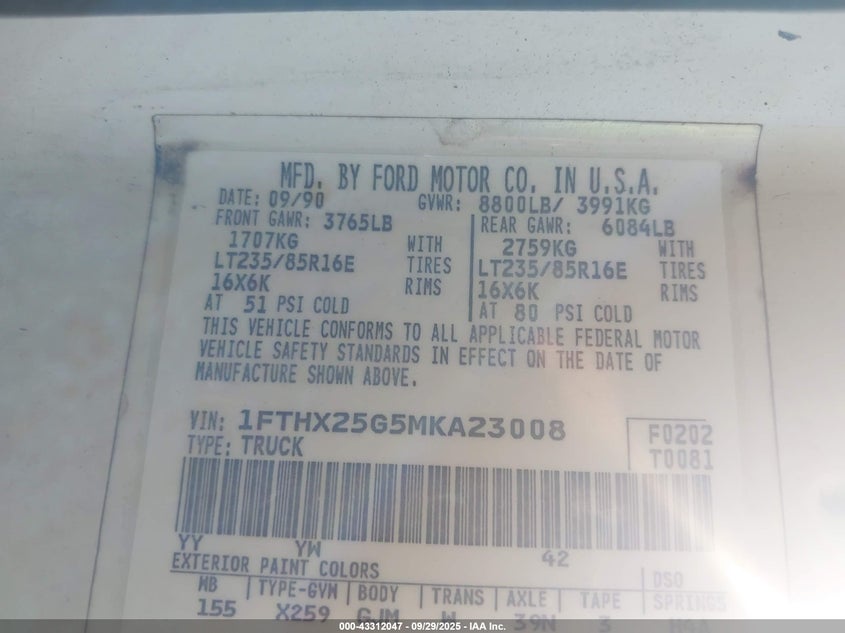 MFD. BY FORD MOTOR CO. IN U.S.A.
DATE: 09/90 GVWR: 8800LB/ 3991KG
FRONT GAWR: 3765LB REAR GAWR: 6084LB
1707KG WITH 2759KG WITH
LT235/85R16E TIRES LT235/85R16E TIRES
16X6K RIMS 16X6K RIMS
AT 51 PSI COLD AT 80 PSI COLD
THIS VEHICLE CONFORMS TO ALL APPLICABLE FEDERAL MOTOR
VEHICLE SAFETY STANDARDS IN EFFECT ON THE DATE OF
MANUFACTURE SHOWN ABOVE.
VIN: 1FTHX25G5MKA23008 F0202
TYPE: TRUCK T0081
YY YW 42
EXTERIOR PAINT COLORS DSO
WB TYPE-GVW BODY TRANS AXLE TAPE SPRINGS
155 X259 GJM W 39N 3 H4A
000-43312047 - 09/29/2025 - IAA Inc.